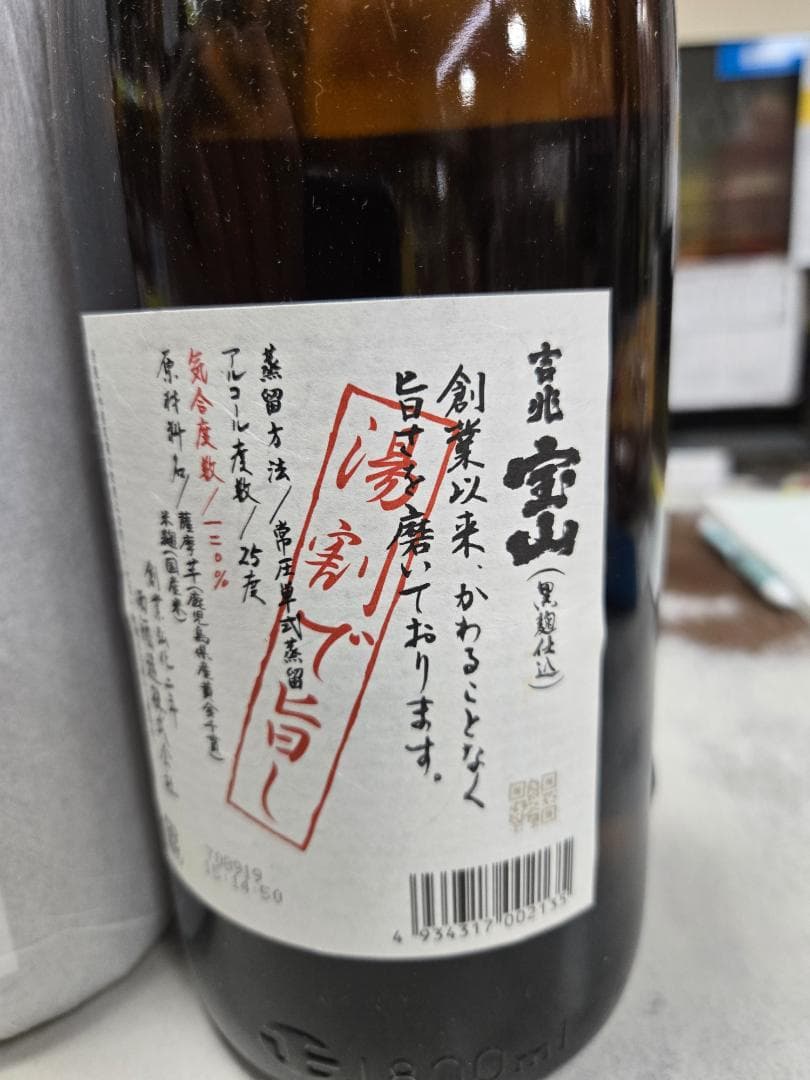 吉兆
宝山
(黒麹仕込)
創業以来、かわることなく
旨さを磨いております。
湯割で旨し
蒸留方法/常圧単式蒸留
アルコール度数/25度
気合度数/一二〇%
原材料名/薩摩芋(鹿児島県産黄金千貫)
米麹(国産米)
4 934317 002135
1800ml